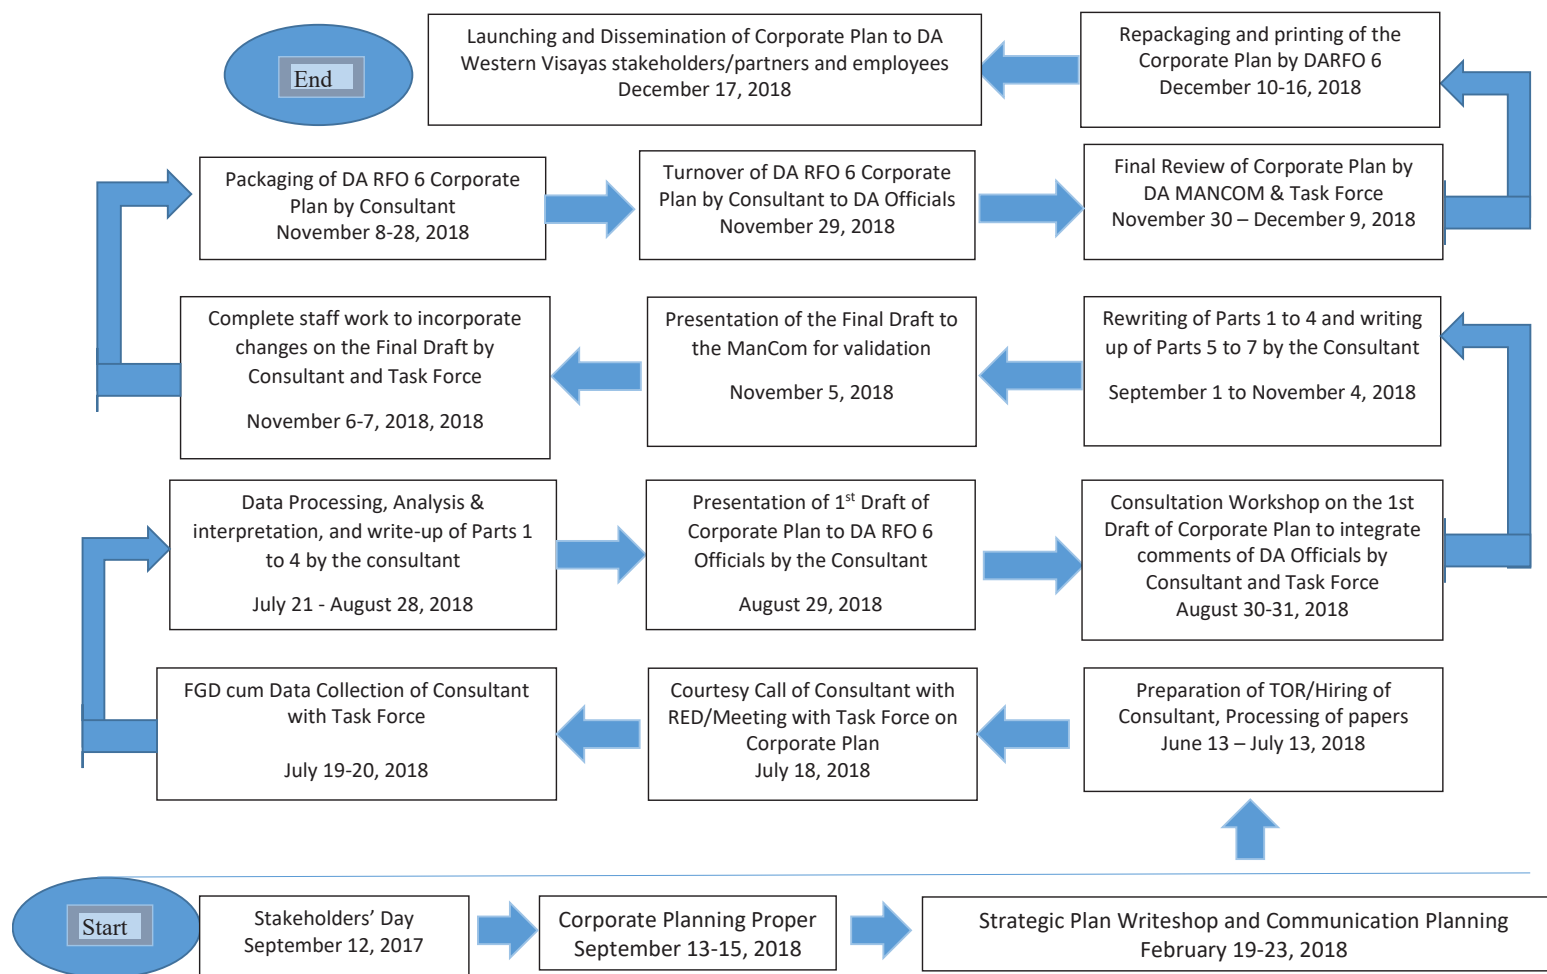 End
Launching and Dissemination of Corporate Plan to DA
Western Visayas stakeholders/partners and employees
December 17, 2018
Repackaging and printing of the
Corporate Plan by DARFO 6
December 10-16, 2018
Packaging of DA RFO 6 Corporate
Plan by Consultant
November 8-28, 2018
Turnover of DA RFO 6 Corporate
Plan by Consultant to DA Officials
November 29, 2018
Final Review of Corporate Plan by
DA MANCOM & Task Force
November 30 – December 9, 2018
Complete staff work to incorporate
changes on the Final Draft by
Consultant and Task Force
November 6-7, 2018, 2018
Presentation of the Final Draft to
the ManCom for validation
November 5, 2018
Rewriting of Parts 1 to 4 and writing
up of Parts 5 to 7 by the Consultant
September 1 to November 4, 2018
Data Processing, Analysis &
interpretation, and write-up of Parts 1
to 4 by the consultant
July 21 - August 28, 2018
Presentation of 1st Draft of
Corporate Plan to DA RFO 6
Officials by the Consultant
August 29, 2018
Consultation Workshop on the 1st
Draft of Corporate Plan to integrate
comments of DA Officials by
Consultant and Task Force
August 30-31, 2018
FGD cum Data Collection of Consultant
with Task Force
July 19-20, 2018
Courtesy Call of Consultant with
RED/Meeting with Task Force on
Corporate Plan
July 18, 2018
Preparation of TOR/Hiring of
Consultant, Processing of papers
June 13 – July 13, 2018
Start
Stakeholders’ Day
September 12, 2017
Corporate Planning Proper
September 13-15, 2018
Strategic Plan Writeshop and Communication Planning
February 19-23, 2018